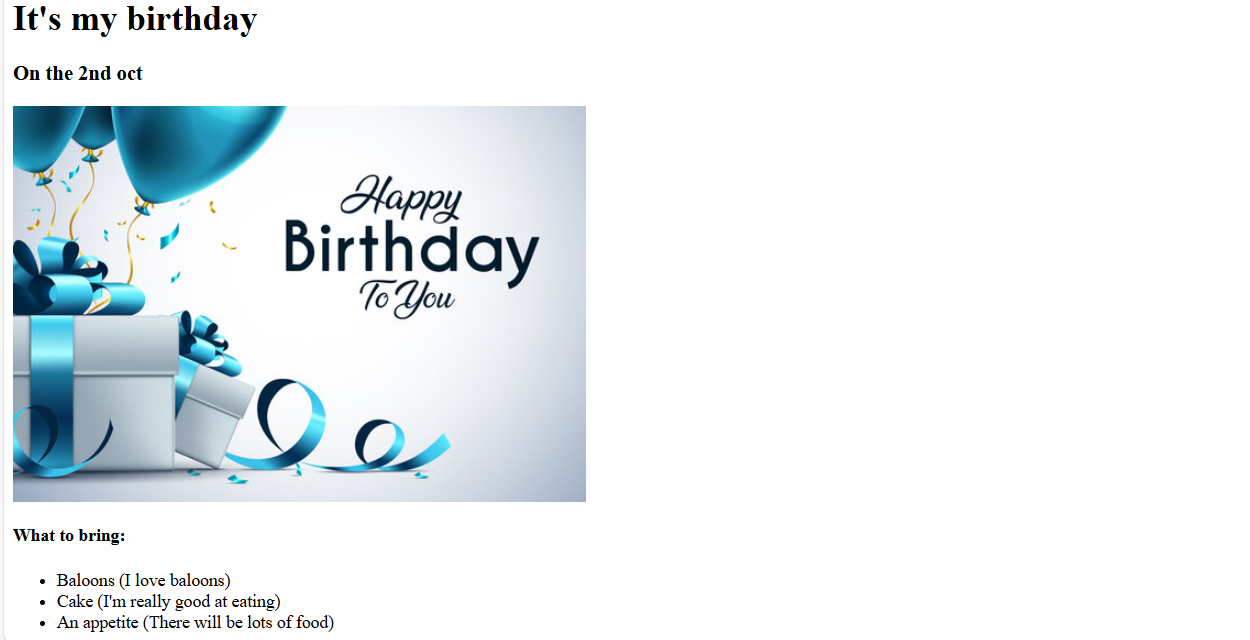 It's my birthday
On the 2nd oct
Happy
Birthday
To You
What to bring:
• Baloons (I love baloons)
• Cake (I'm really good at eating)
• An appetite (There will be lots of food)